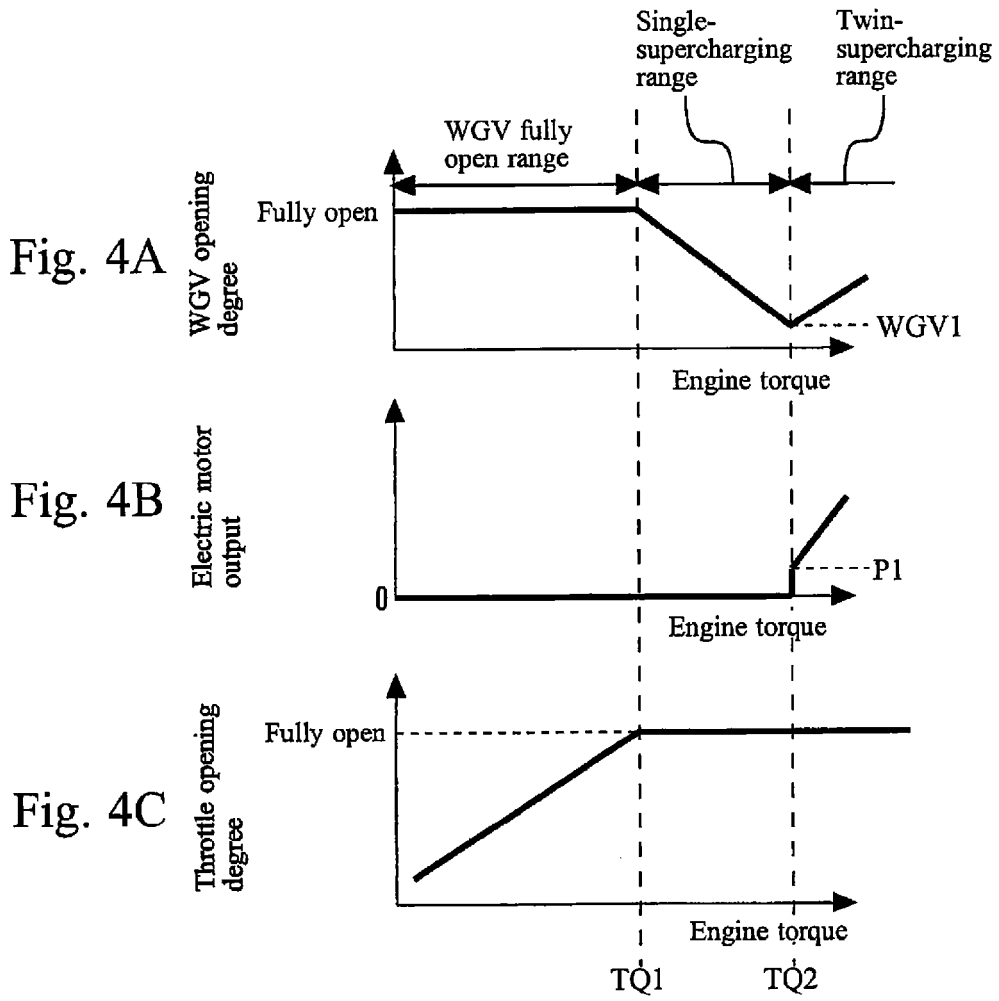 Single-
supercharging
range
Twin-
supercharging
range
WGV fully
open range
Fig. 4A
WGV opening
degree
Fully open
WGV1
Engine torque
Fig. 4B
Electric motor
output
0
P1
Engine torque
Fig. 4C
Throttle opening
degree
Fully open
Engine torque
TQ1
TQ2